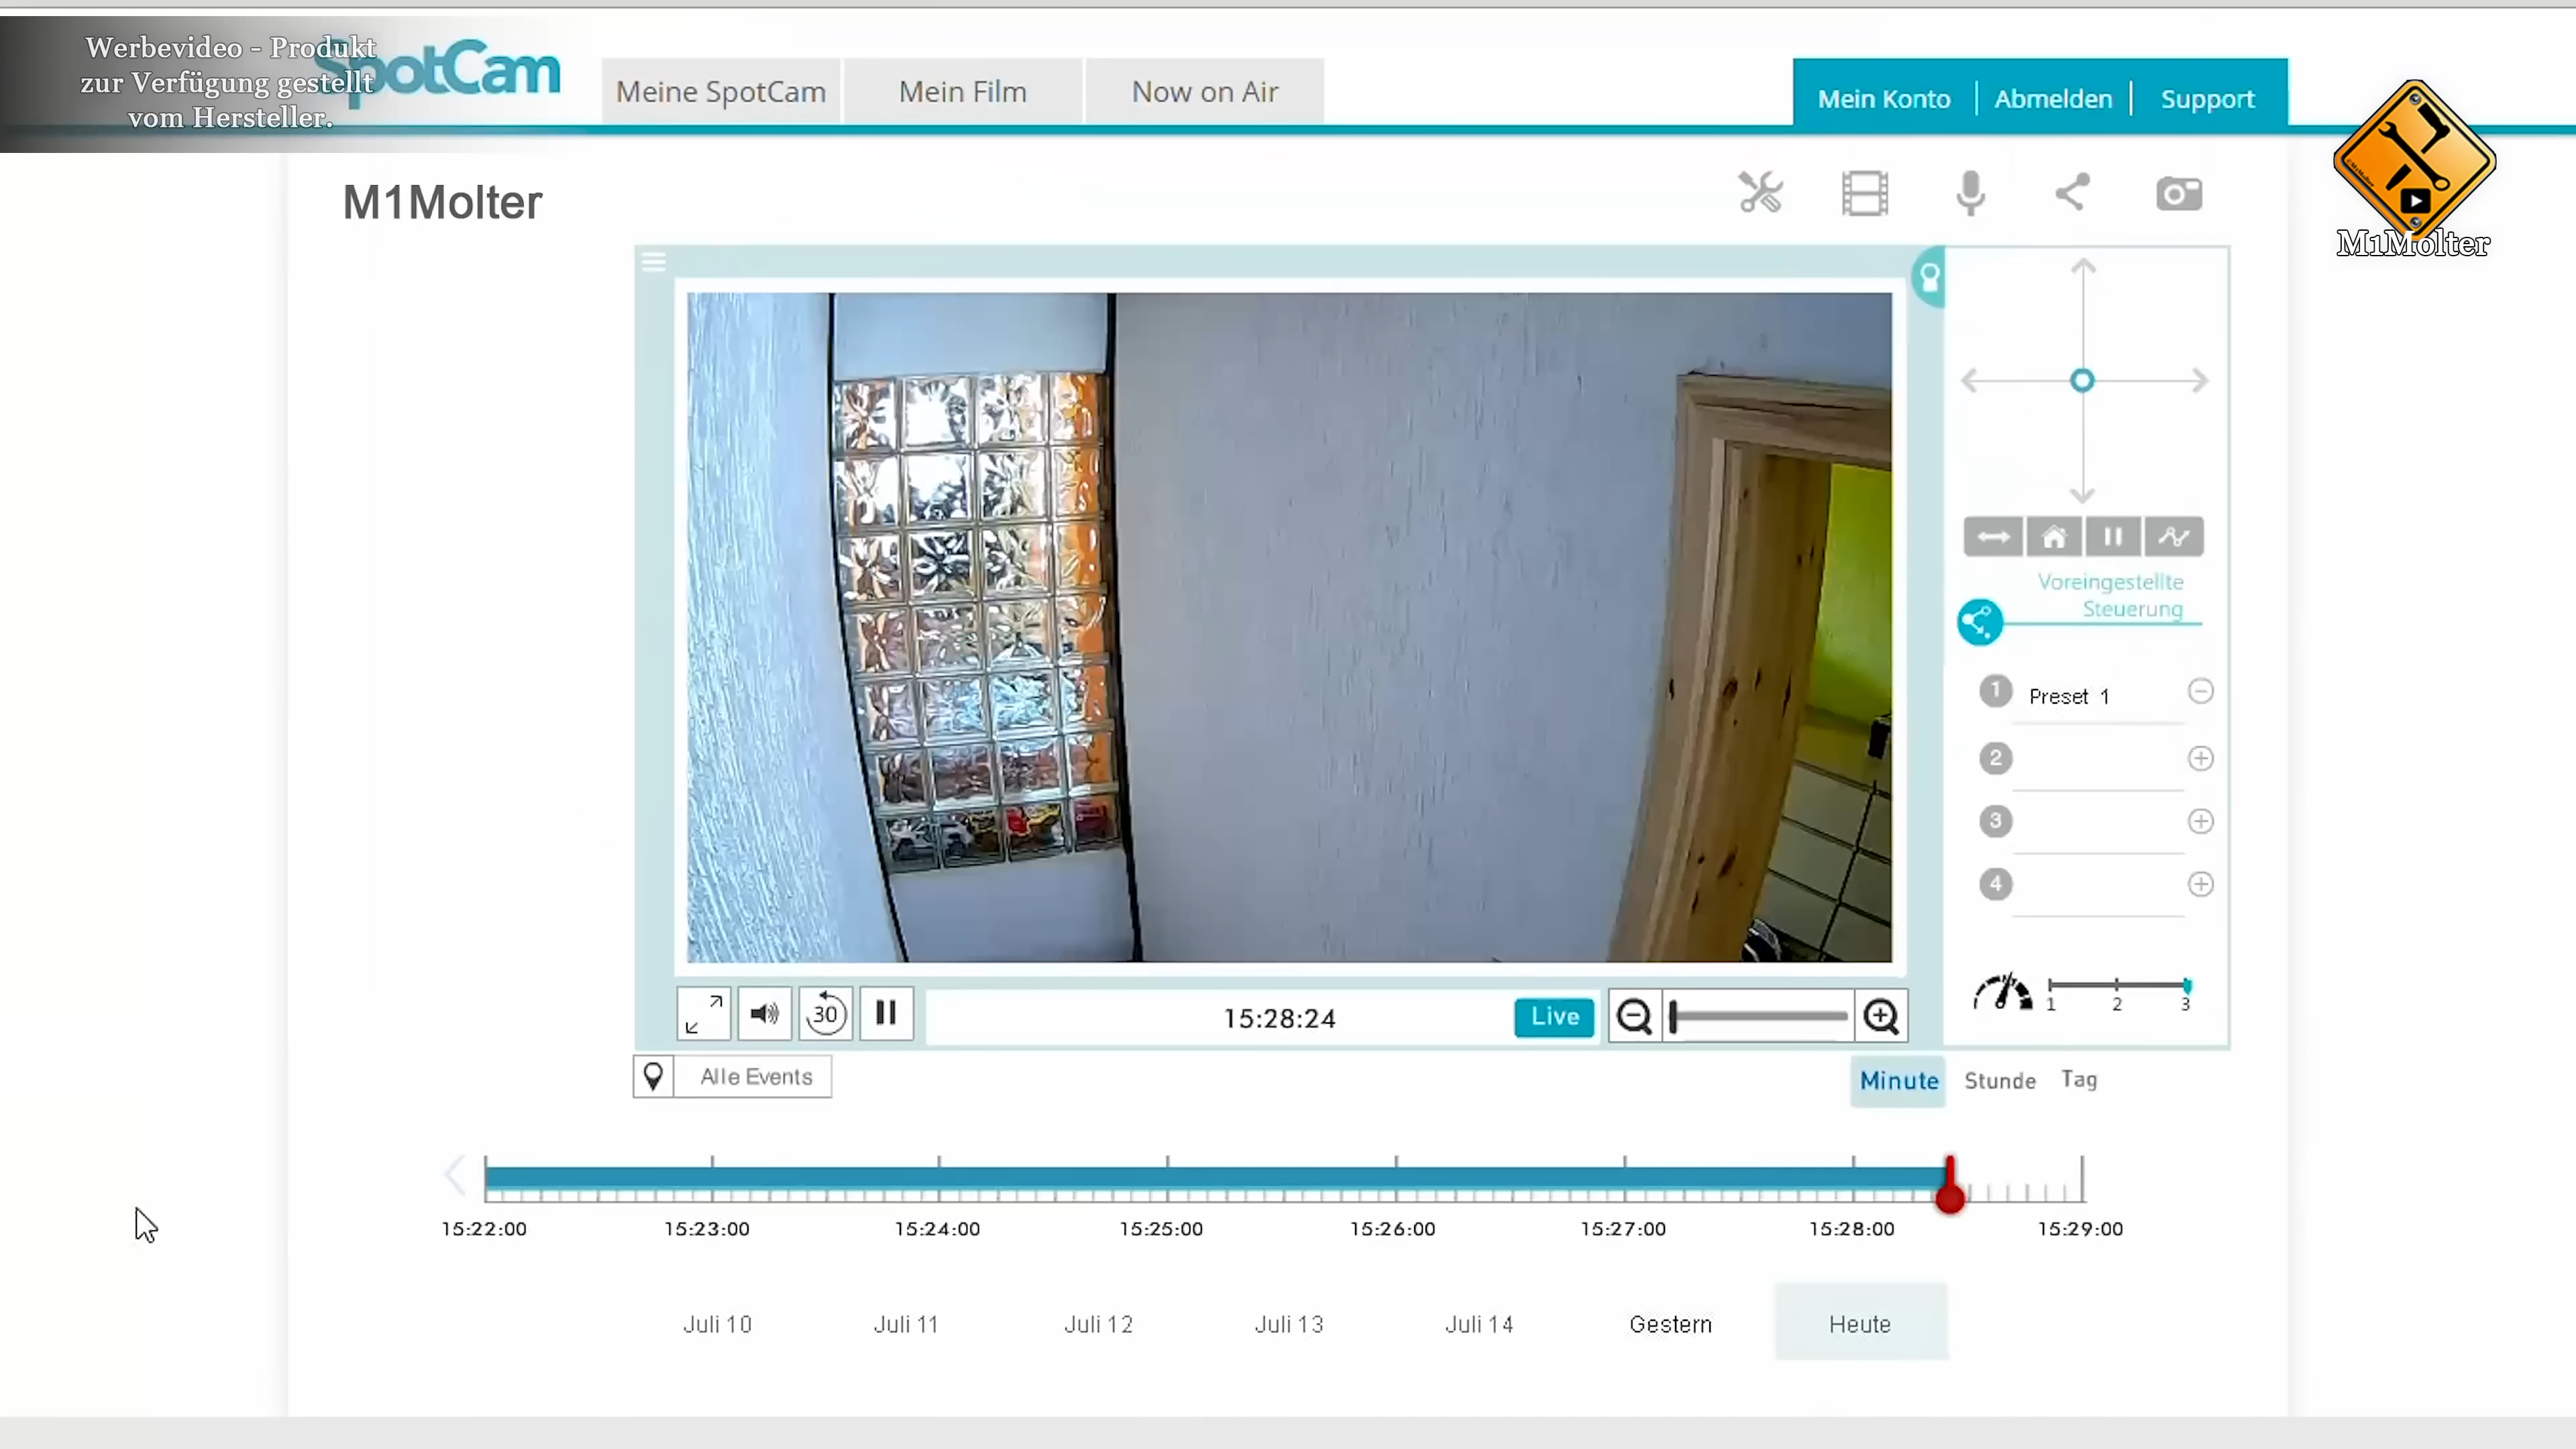 Werbevideo - Produkt
zur Verfügung gestellt
vom Hersteller.
SpotCam
Meine SpotCam
Mein Film
Now on Air
Mein Konto
Abmelden
Support
M1Molter
M1Molter
Voreingestellte
Steuerung
1 Preset 1
2
3
4
30
15:28:24
Live
1 2 3
Alle Events
Minute Stunde Tag
15:22:00 15:23:00 15:24:00 15:25:00 15:26:00 15:27:00 15:28:00 15:29:00
Juli 10 Juli 11 Juli 12 Juli 13 Juli 14 Gestern Heute